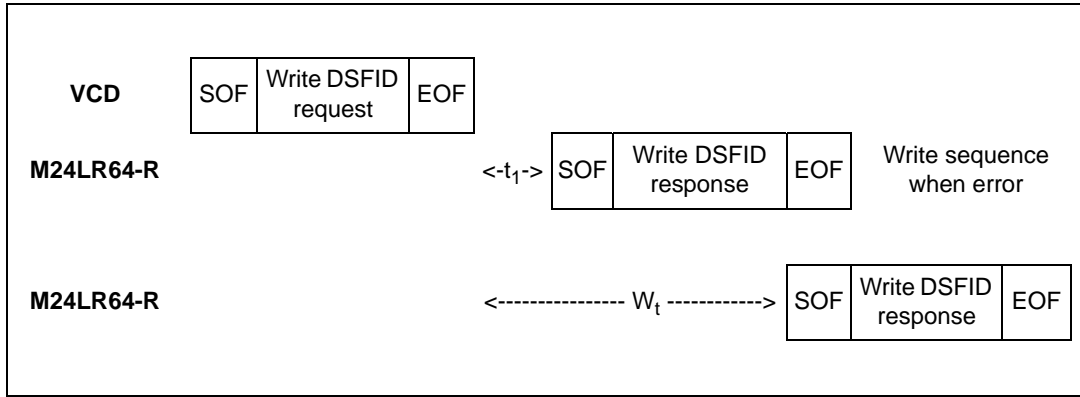 VCD SOF Write DSFID request EOF
M24LR64-R <-t1-> SOF Write DSFID response EOF Write sequence when error
M24LR64-R <---------------- Wt ------------> SOF Write DSFID response EOF